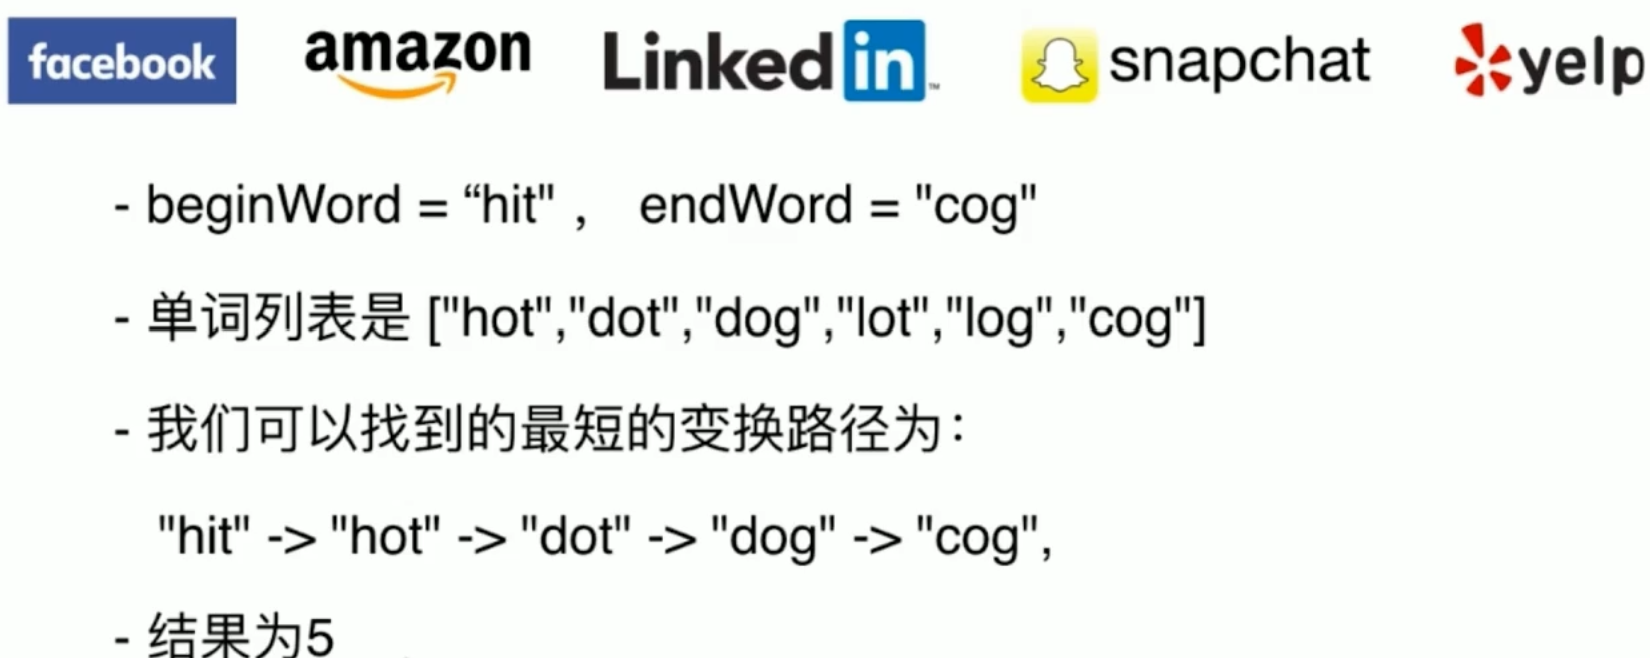 facebook amazon Linked in ™ snapchat yelp
- beginWord = “hit" , endWord = "cog"
- 单词列表是 ["hot","dot","dog","lot","log","cog"]
- 我们可以找到的最短的变换路径为：
"hit" -> "hot" -> "dot" -> "dog" -> "cog",
- 结果为5